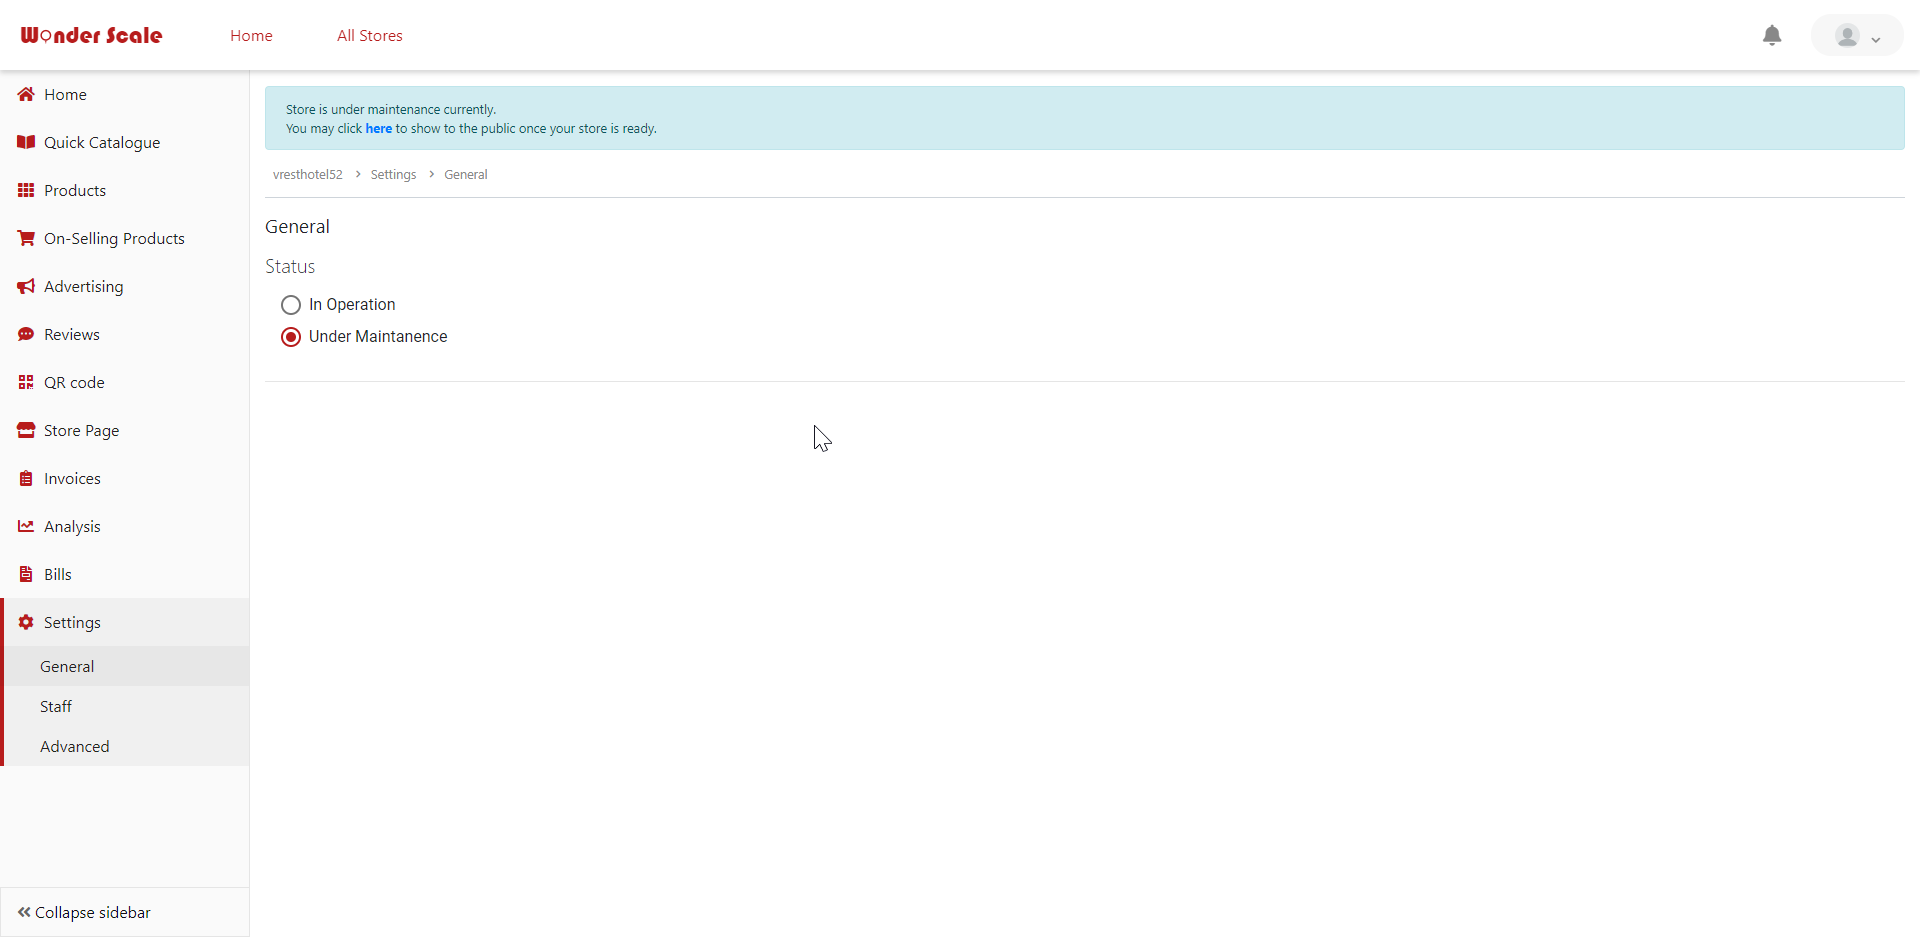 Wonder Scale
Home
All Stores
Home
Quick Catalogue
Products
On-Selling Products
Advertising
Reviews
QR code
Store Page
Invoices
Analysis
Bills
Settings
General
Staff
Advanced
Collapse sidebar
Store is under maintenance currently.
You may click here to show to the public once your store is ready.
vresthotel52 > Settings > General
General
Status
In Operation
Under Maintanence